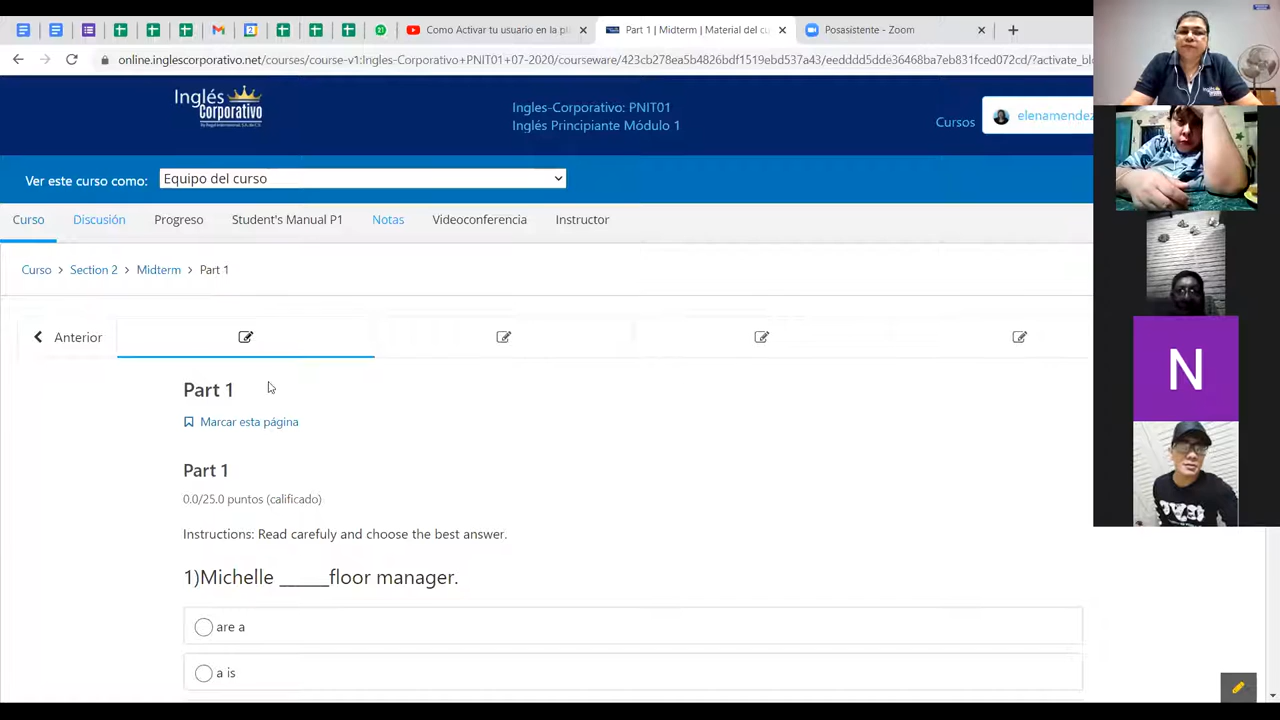 Como Activar tu usuario en la pl
Part 1 | Midterm | Material del cu
Posasistente - Zoom
online.inglescorporativo.net/courses/course-v1:Ingles-Corporativo+PNIT01+07-2020/courseware/423cb278ea5b4826bdf1519ebd537a43/eedddd5dde36468ba7eb831fced072cd/?activate_blo
Inglés
Corporativo
Ingles-Corporativo: PNIT01
Inglés Principiante Módulo 1
Cursos
elenamendez
Ver este curso como:
Equipo del curso
Curso
Discusión
Progreso
Student's Manual P1
Notas
Videoconferencia
Instructor
Curso > Section 2 > Midterm > Part 1
Anterior
Part 1
Marcar esta página
Part 1
0.0/25.0 puntos (calificado)
Instructions: Read carefuly and choose the best answer.
1)Michelle ______floor manager.
are a
a is
N